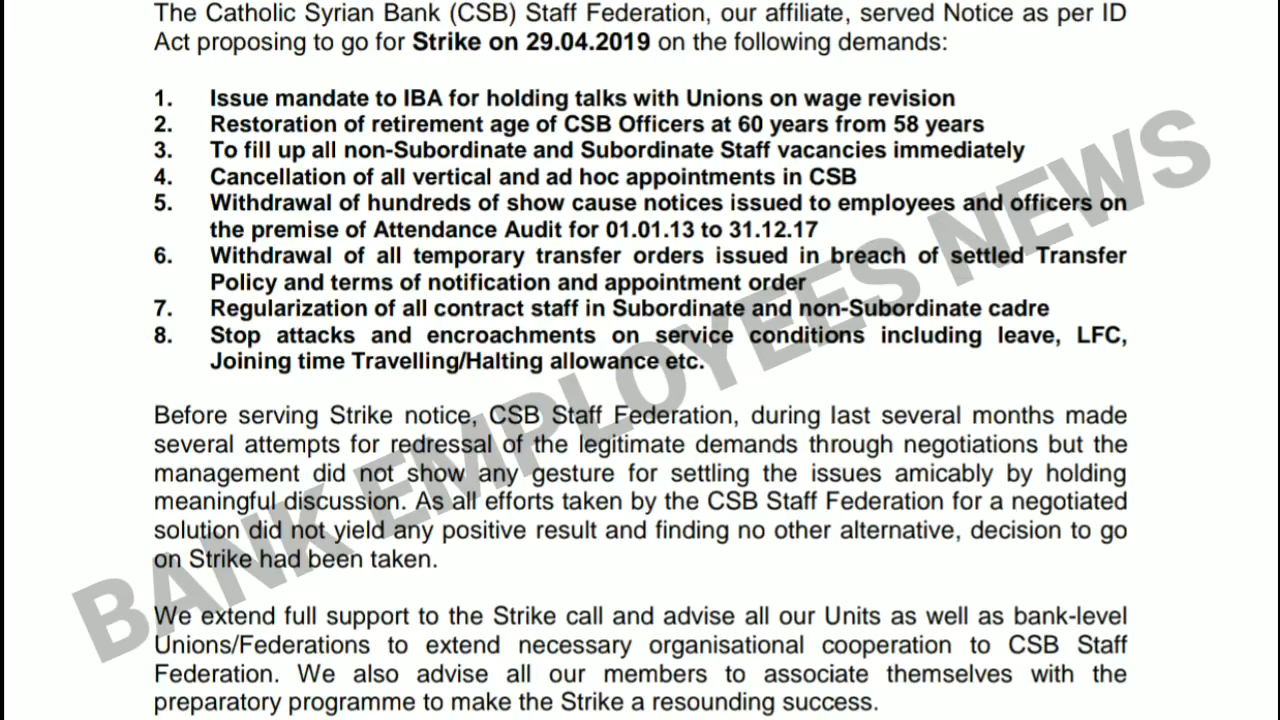 The Catholic Syrian Bank (CSB) Staff Federation, our affiliate, served Notice as per ID
Act proposing to go for Strike on 29.04.2019 on the following demands:
1. Issue mandate to IBA for holding talks with Unions on wage revision
2. Restoration of retirement age of CSB Officers at 60 years from 58 years
3. To fill up all non-Subordinate and Subordinate Staff vacancies immediately
4. Cancellation of all vertical and ad hoc appointments in CSB
5. Withdrawal of hundreds of show cause notices issued to employees and officers on
the premise of Attendance Audit for 01.01.13 to 31.12.17
6. Withdrawal of all temporary transfer orders issued in breach of settled Transfer
Policy and terms of notification and appointment order
7. Regularization of all contract staff in Subordinate and non-Subordinate cadre
8. Stop attacks and encroachments on service conditions including leave, LFC,
Joining time Travelling/Halting allowance etc.
Before serving Strike notice, CSB Staff Federation, during last several months made
several attempts for redressal of the legitimate demands through negotiations but the
management did not show any gesture for settling the issues amicably by holding
meaningful discussion. As all efforts taken by the CSB Staff Federation for a negotiated
solution did not yield any positive result and finding no other alternative, decision to go
on Strike had been taken.
We extend full support to the Strike call and advise all our Units as well as bank-level
Unions/Federations to extend necessary organisational cooperation to CSB Staff
Federation. We also advise all our members to associate themselves with the
preparatory programme to make the Strike a resounding success.
BANK EMPLOYEES NEWS